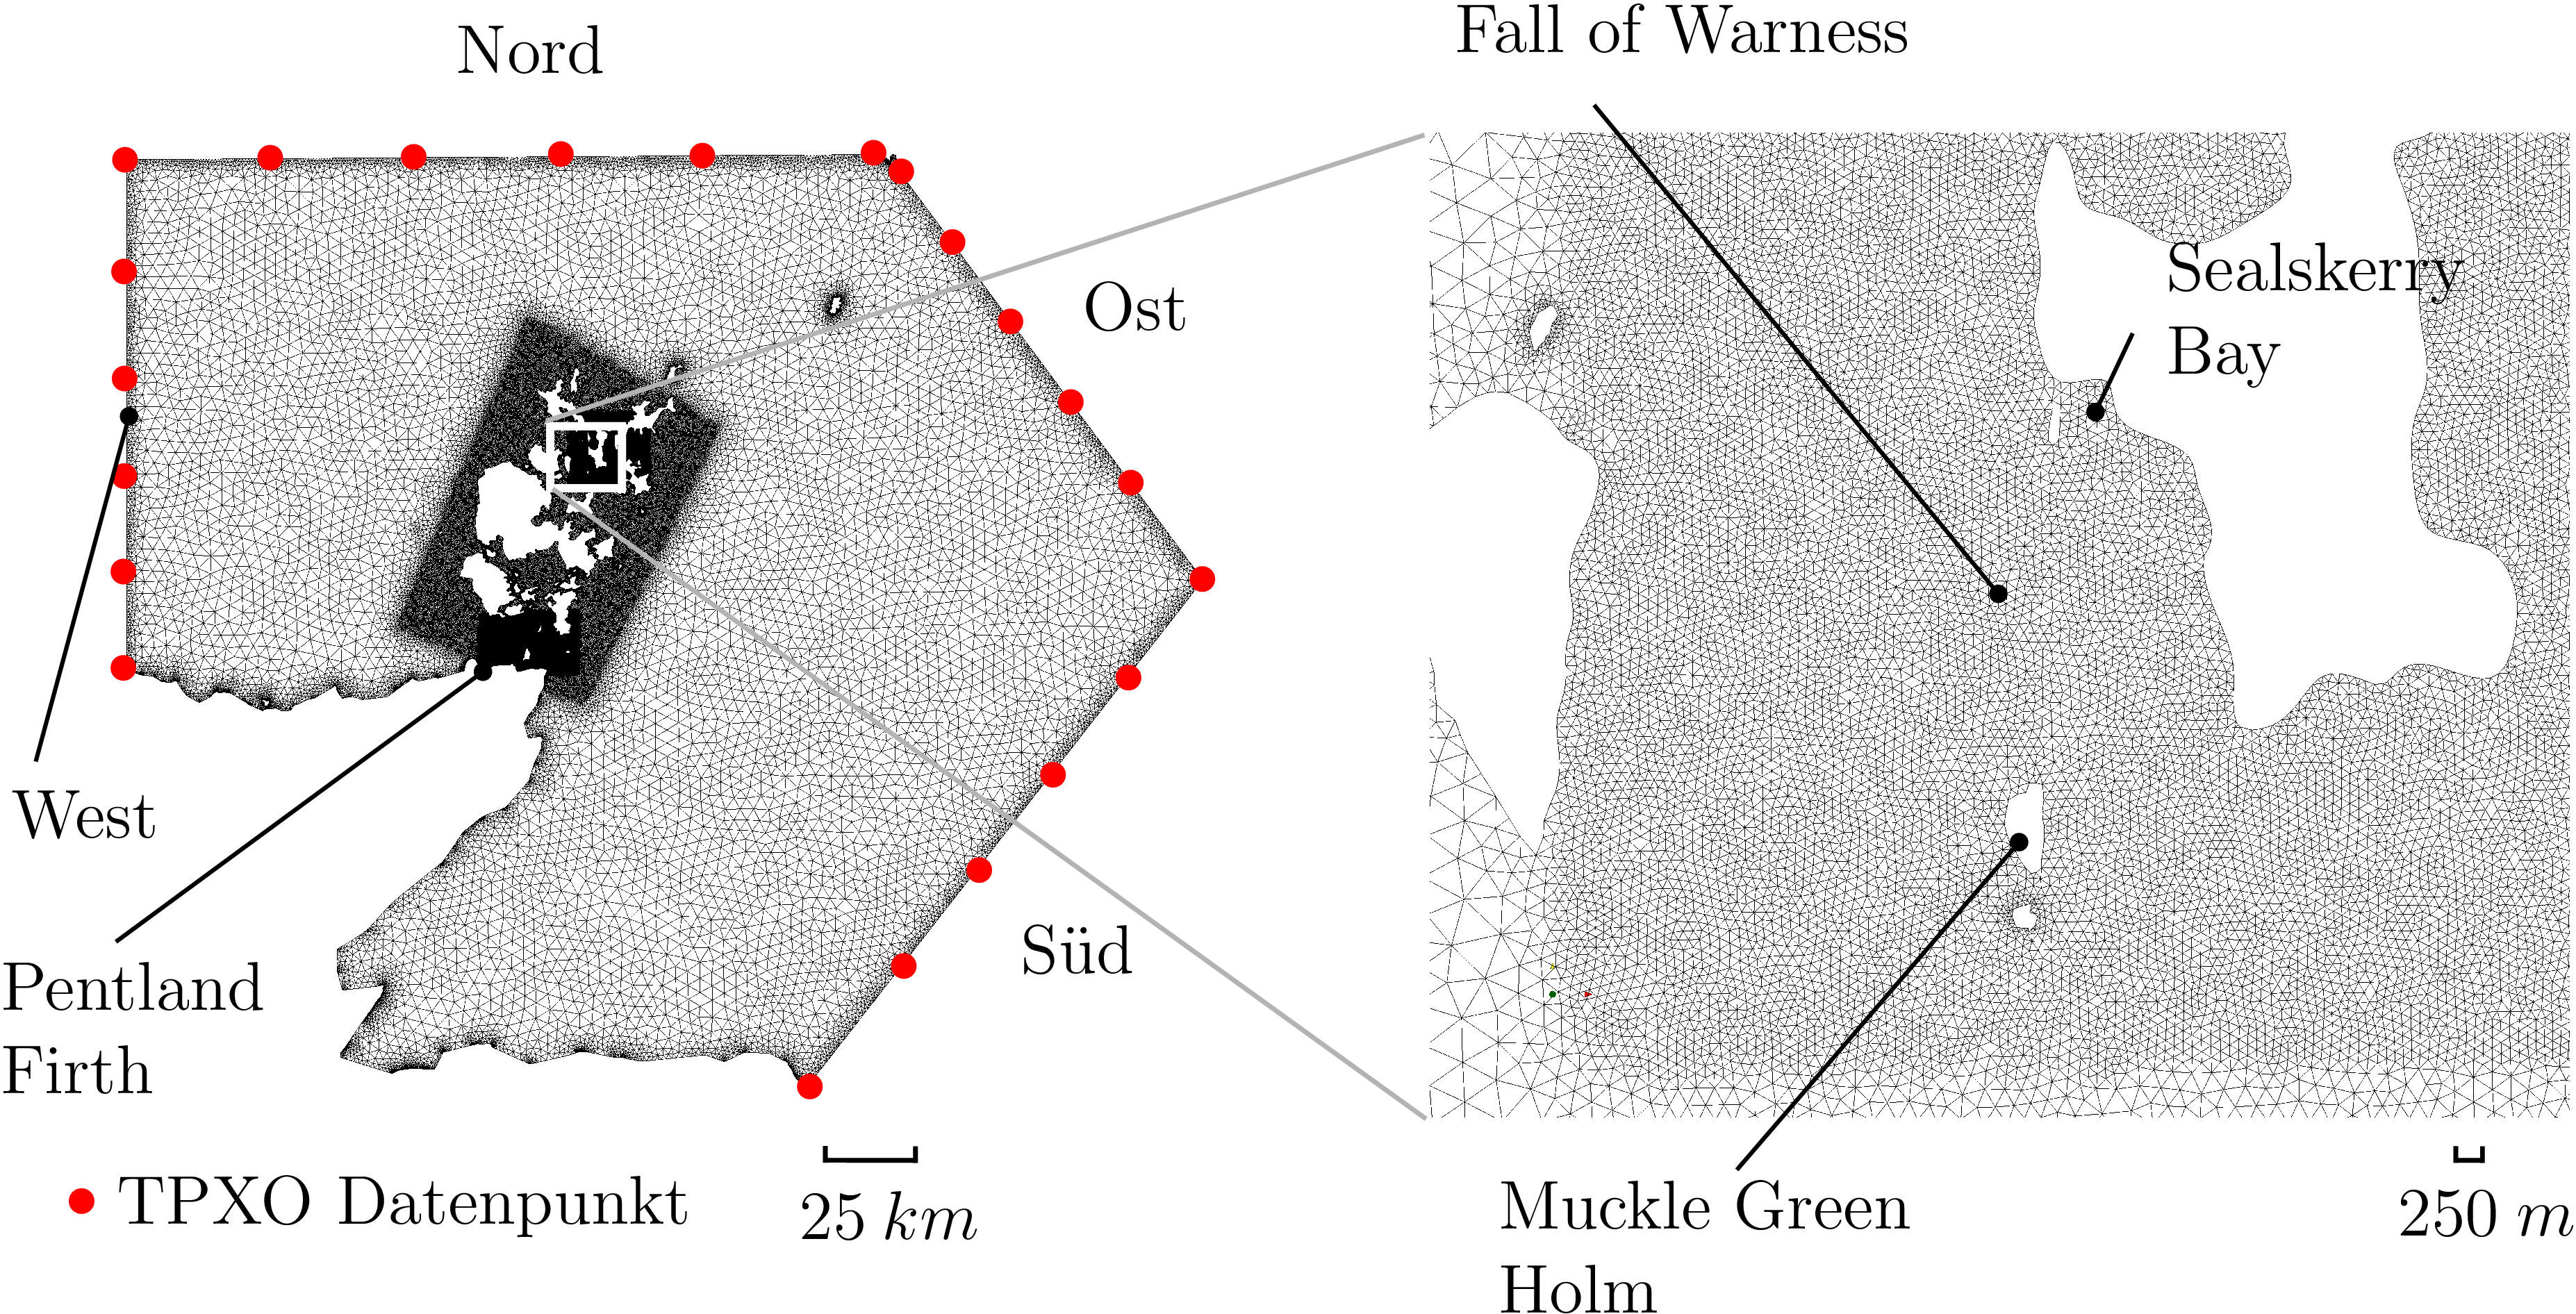 Nord
Fall of Warness
Ost
Sealskerry
Bay
West
Süd
Pentland
Firth
TPXO Datenpunkt
25 km
Muckle Green
Holm
250 m